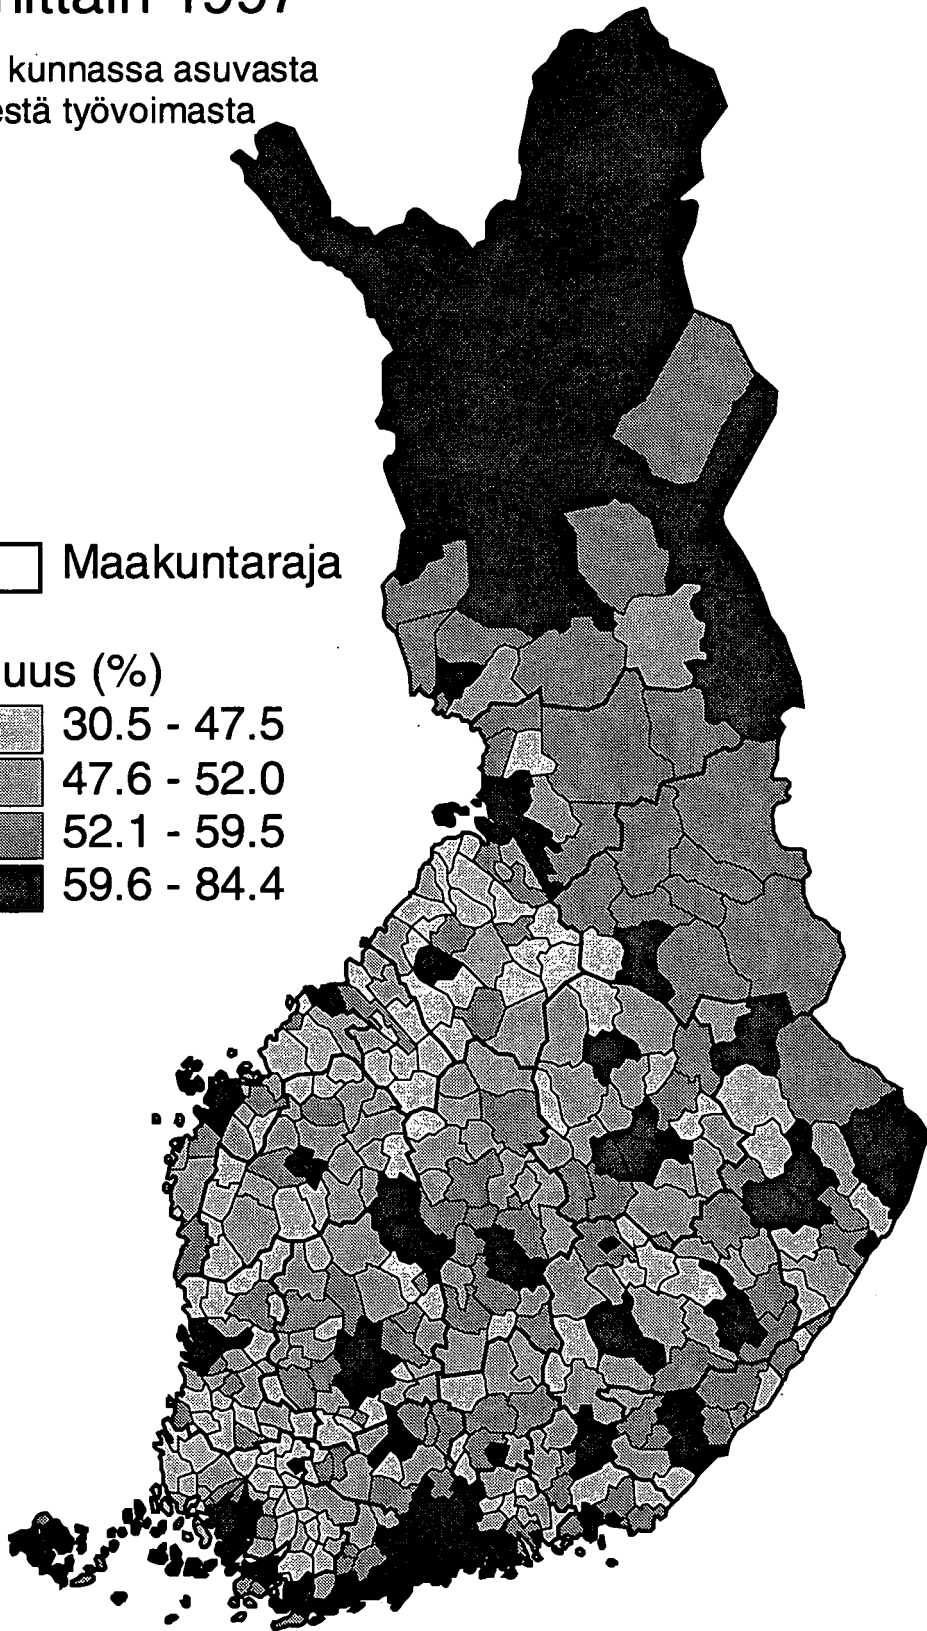 nittain 1997
kunnassa asuvasta
estä työvoimasta
Maakuntaraja
uus (%)
30.5 - 47.5
47.6 - 52.0
52.1 - 59.5
59.6 - 84.4